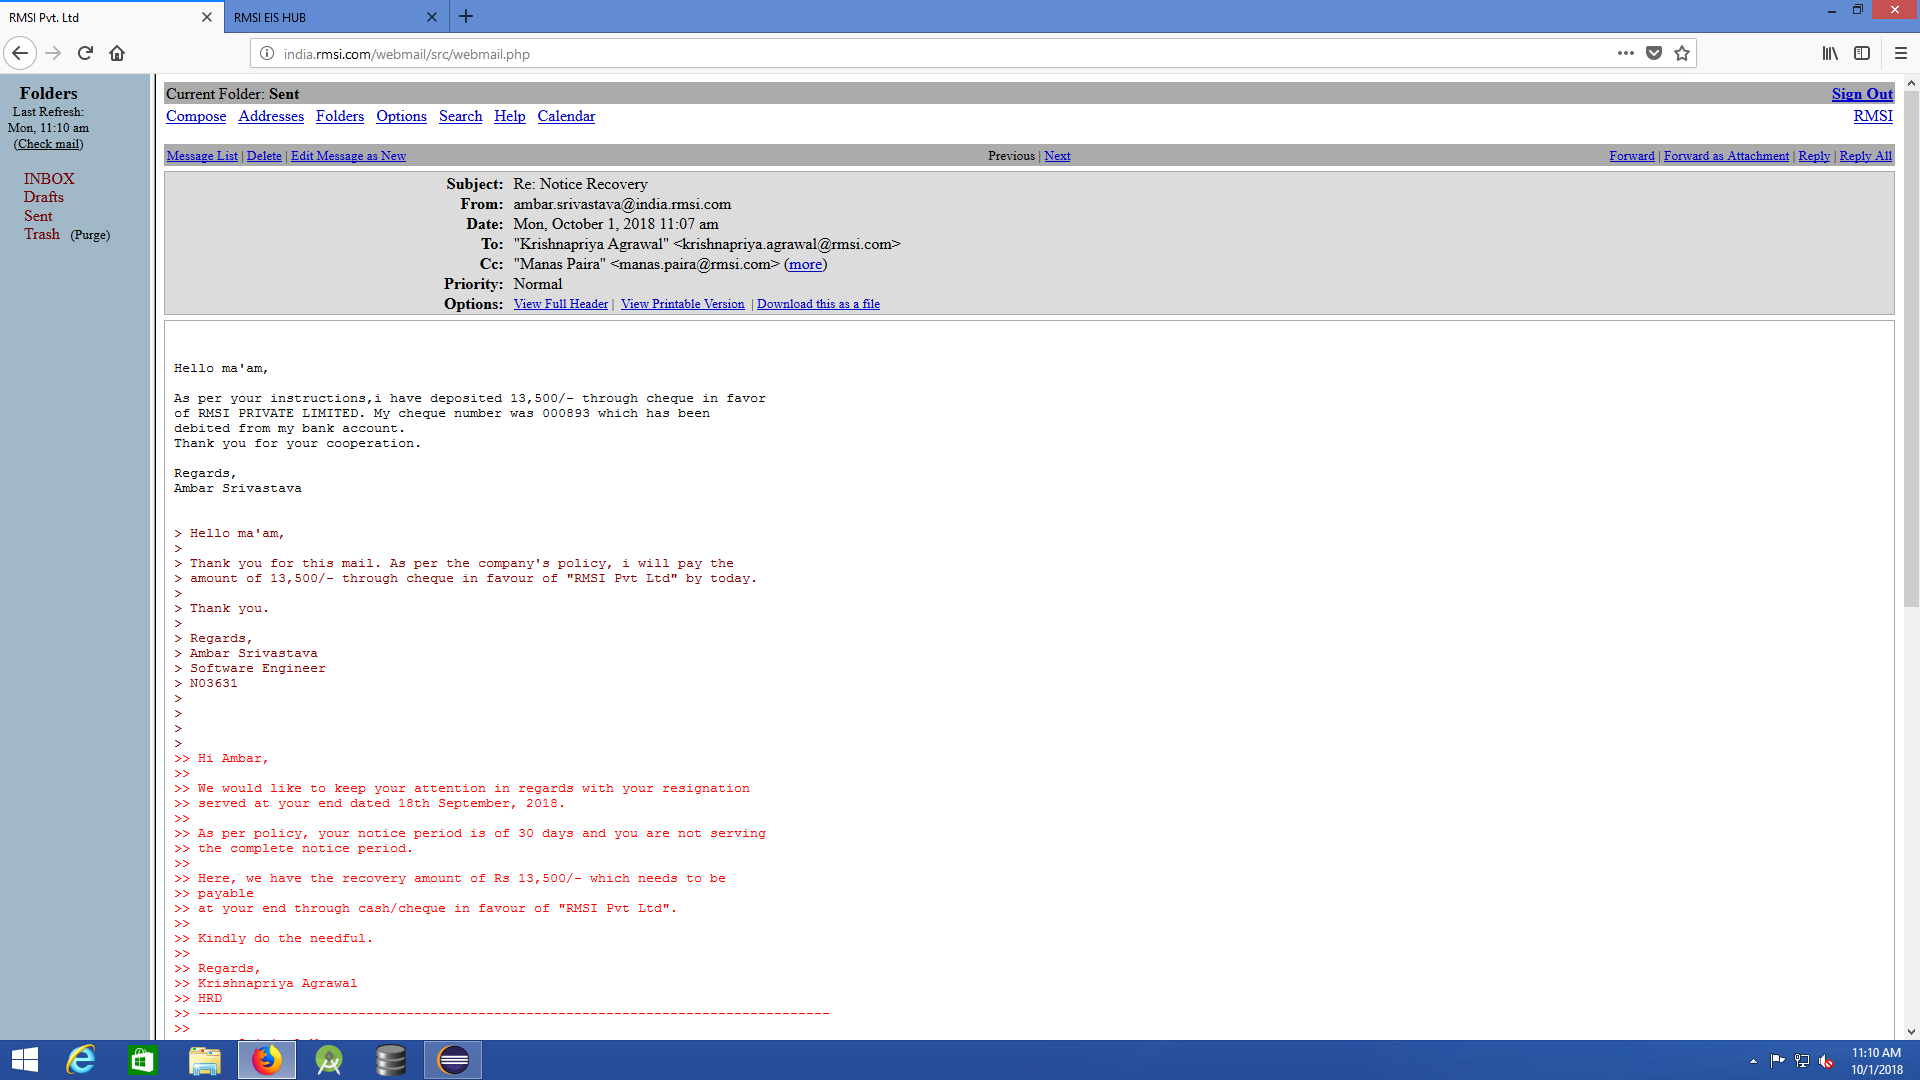 RMSI Pvt. Ltd
RMSI EIS HUB
india.rmsi.com/webmail/src/webmail.php
Folders
Last Refresh:
Mon, 11:10 am
(Check mail)
INBOX
Drafts
Sent
Trash (Purge)
Current Folder: Sent
Sign Out
Compose Addresses Folders Options Search Help Calendar
RMSI
Message List | Delete | Edit Message as New
Previous | Next
Forward | Forward as Attachment | Reply | Reply All
Subject: Re: Notice Recovery
From: ambar.srivastava@india.rmsi.com
Date: Mon, October 1, 2018 11:07 am
To: "Krishnapriya Agrawal" <krishnapriya.agrawal@rmsi.com>
Cc: "Manas Paira" <manas.paira@rmsi.com> (more)
Priority: Normal
Options: View Full Header | View Printable Version | Download this as a file
Hello ma'am,
As per your instructions,i have deposited 13,500/- through cheque in favor
of RMSI PRIVATE LIMITED. My cheque number was 000893 which has been
debited from my bank account.
Thank you for your cooperation.
Regards,
Ambar Srivastava
> Hello ma'am,
>
> Thank you for this mail. As per the company's policy, i will pay the
> amount of 13,500/- through cheque in favour of "RMSI Pvt Ltd" by today.
>
> Thank you.
>
> Regards,
> Ambar Srivastava
> Software Engineer
> N03631
>
>
>
>
>> Hi Ambar,
>>
>> We would like to keep your attention in regards with your resignation
>> served at your end dated 18th September, 2018.
>>
>> As per policy, your notice period is of 30 days and you are not serving
>> the complete notice period.
>>
>> Here, we have the recovery amount of Rs 13,500/- which needs to be
>> payable
>> at your end through cash/cheque in favour of "RMSI Pvt Ltd".
>>
>> Kindly do the needful.
>>
>> Regards,
>> Krishnapriya Agrawal
>> HRD
>> -------------------------------------------------------------------------------
>>
11:10 AM
10/1/2018